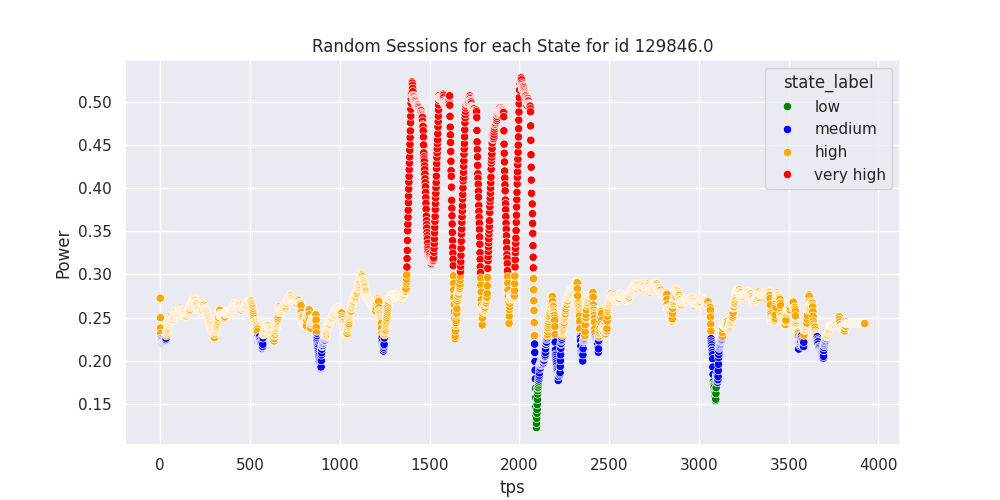 Random Sessions for each State for id 129846.0
state_label
low
medium
high
very high
Power
0.50
0.45
0.40
0.35
0.30
0.25
0.20
0.15
0 500 1000 1500 2000 2500 3000 3500 4000
tps